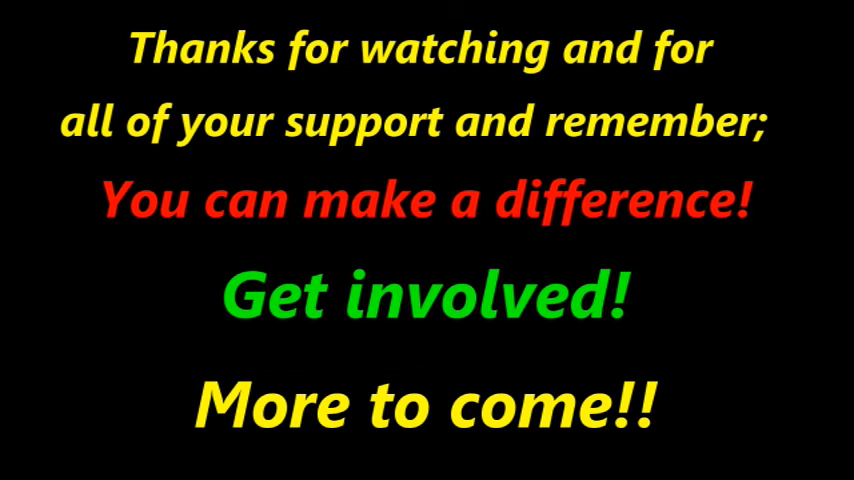 Thanks for watching and for
all of your support and remember;
You can make a difference!
Get involved!
More to come!!